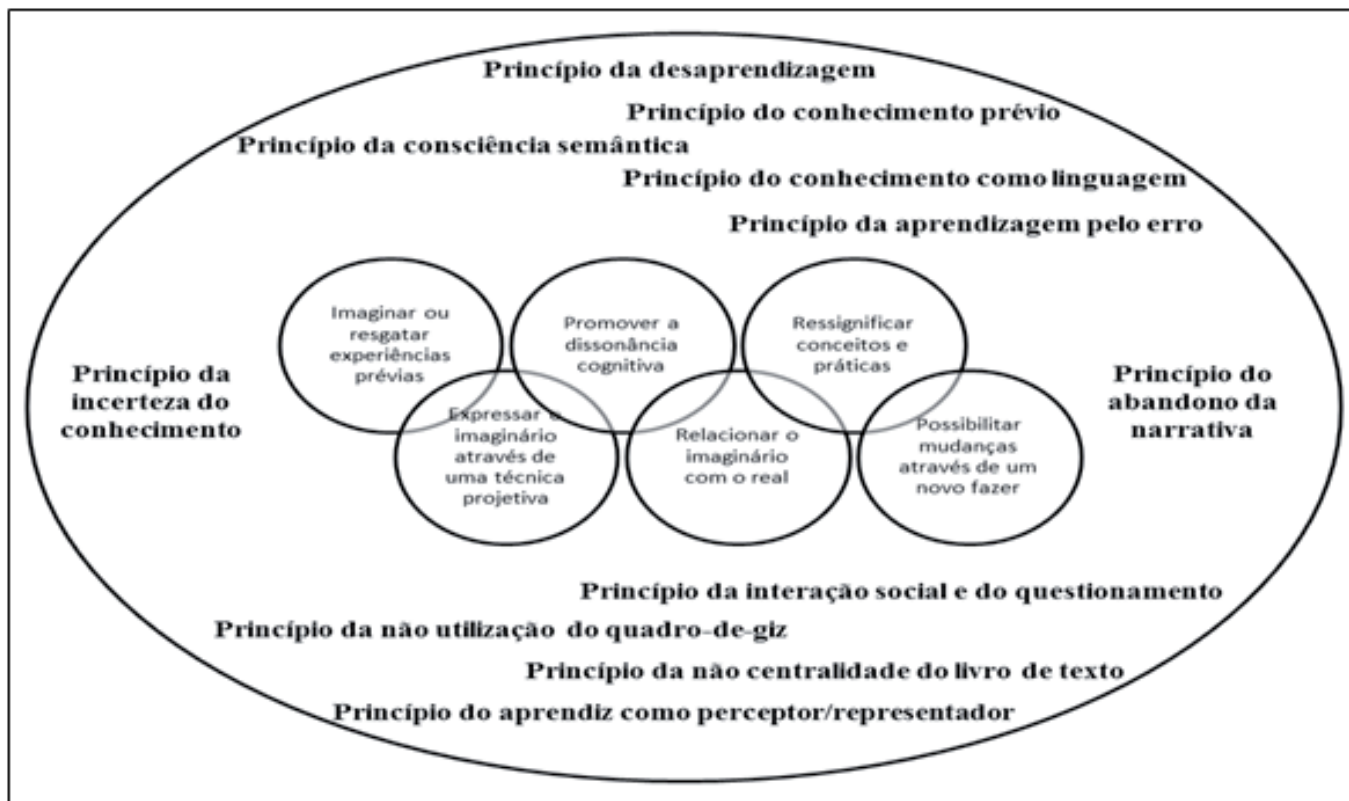 Princípio da desaprendizagem
Princípio do conhecimento prévio
Princípio da consciência semântica
Princípio do conhecimento como linguagem
Princípio da aprendizagem pelo erro
Imaginar ou
resgatar
experiências
prévias
Expressar o
imaginário
através de
uma técnica
projetiva
Promover a
dissonância
cognitiva
Relacionar o
imaginário
com o real
Ressignificar
conceitos e
práticas
Possibilitar
mudanças
através de um
novo fazer
Princípio da
incerteza do
conhecimento
Princípio do
abandono da
narrativa
Princípio da interação social e do questionamento
Princípio da não utilização do quadro-de-giz
Princípio da não centralidade do livro de texto
Princípio do aprendiz como perceptor/representador